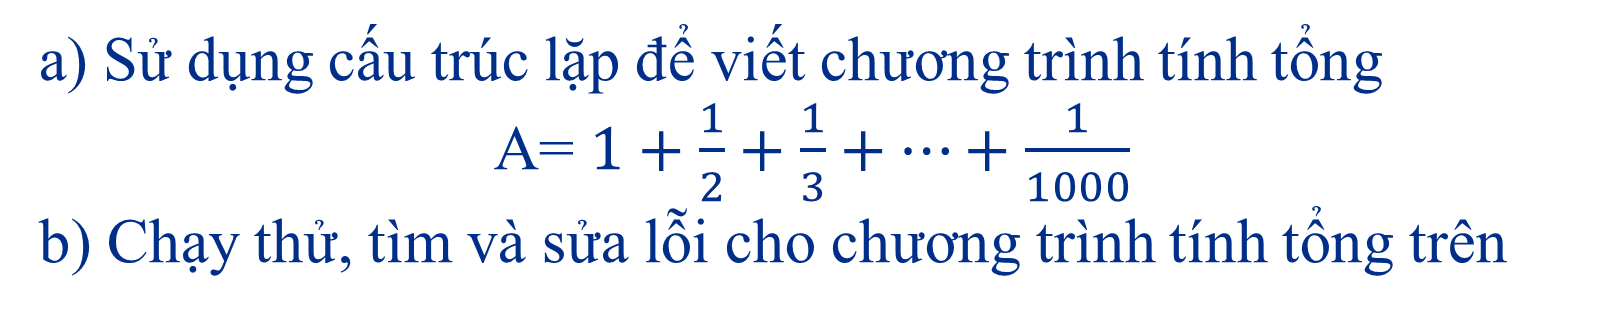 a) Sử dụng cấu trúc lặp để viết chương trình tính tổng
A= 1 + 1/2 + 1/3 + ⋯ + 1/1000
b) Chạy thử, tìm và sửa lỗi cho chương trình tính tổng trên